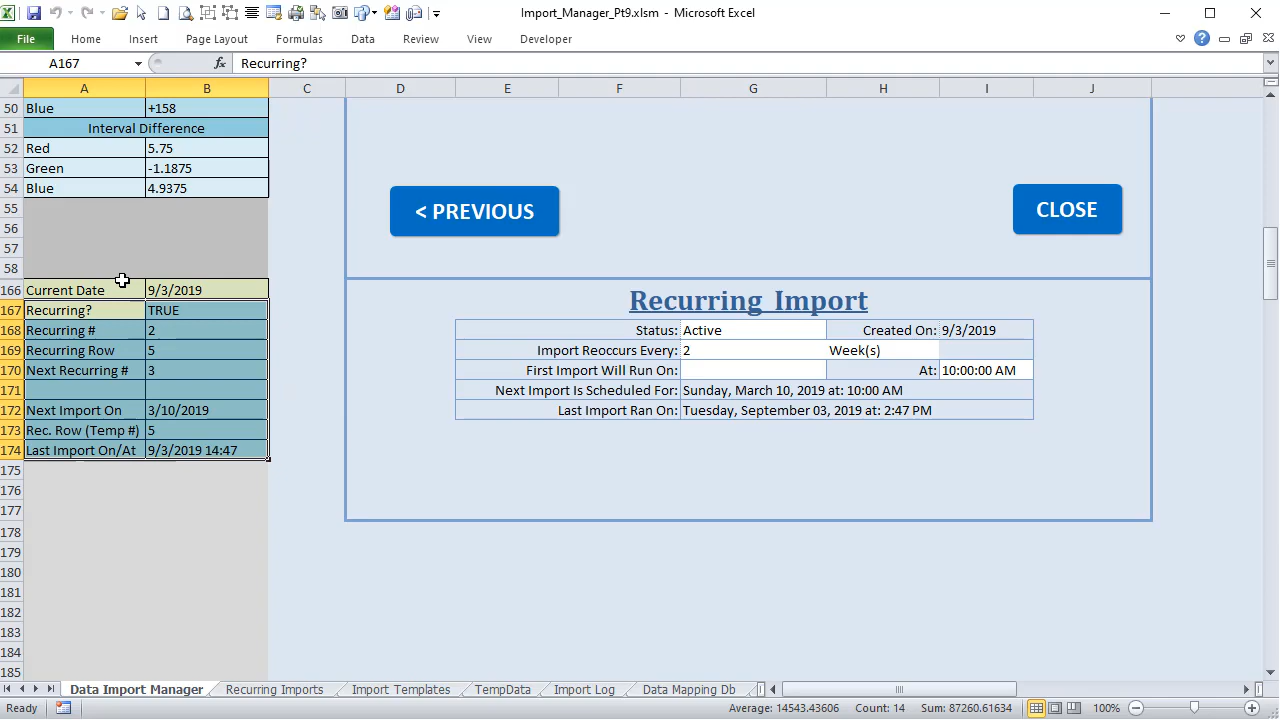 Import_Manager_Pt9.xlsm - Microsoft Excel
File Home Insert Page Layout Formulas Data Review View Developer
A167 fx Recurring?
A B C D E F G H I J
50 Blue +158
51 Interval Difference
52 Red 5.75
53 Green -1.1875
54 Blue 4.9375
55
56
57
58
< PREVIOUS CLOSE
166 Current Date 9/3/2019
167 Recurring? TRUE
168 Recurring # 2
169 Recurring Row 5
170 Next Recurring # 3
171
172 Next Import On 3/10/2019
173 Rec. Row (Temp #) 5
174 Last Import On/At 9/3/2019 14:47
175
176
177
178
179
180
181
182
183
184
185
Recurring Import
Status: Active Created On: 9/3/2019
Import Reoccurs Every: 2 Week(s)
First Import Will Run On: At: 10:00:00 AM
Next Import Is Scheduled For: Sunday, March 10, 2019 at: 10:00 AM
Last Import Ran On: Tuesday, September 03, 2019 at: 2:47 PM
Data Import Manager Recurring Imports Import Templates TempData Import Log Data Mapping Db
Ready Average: 14543.43606 Count: 14 Sum: 87260.61634 100%